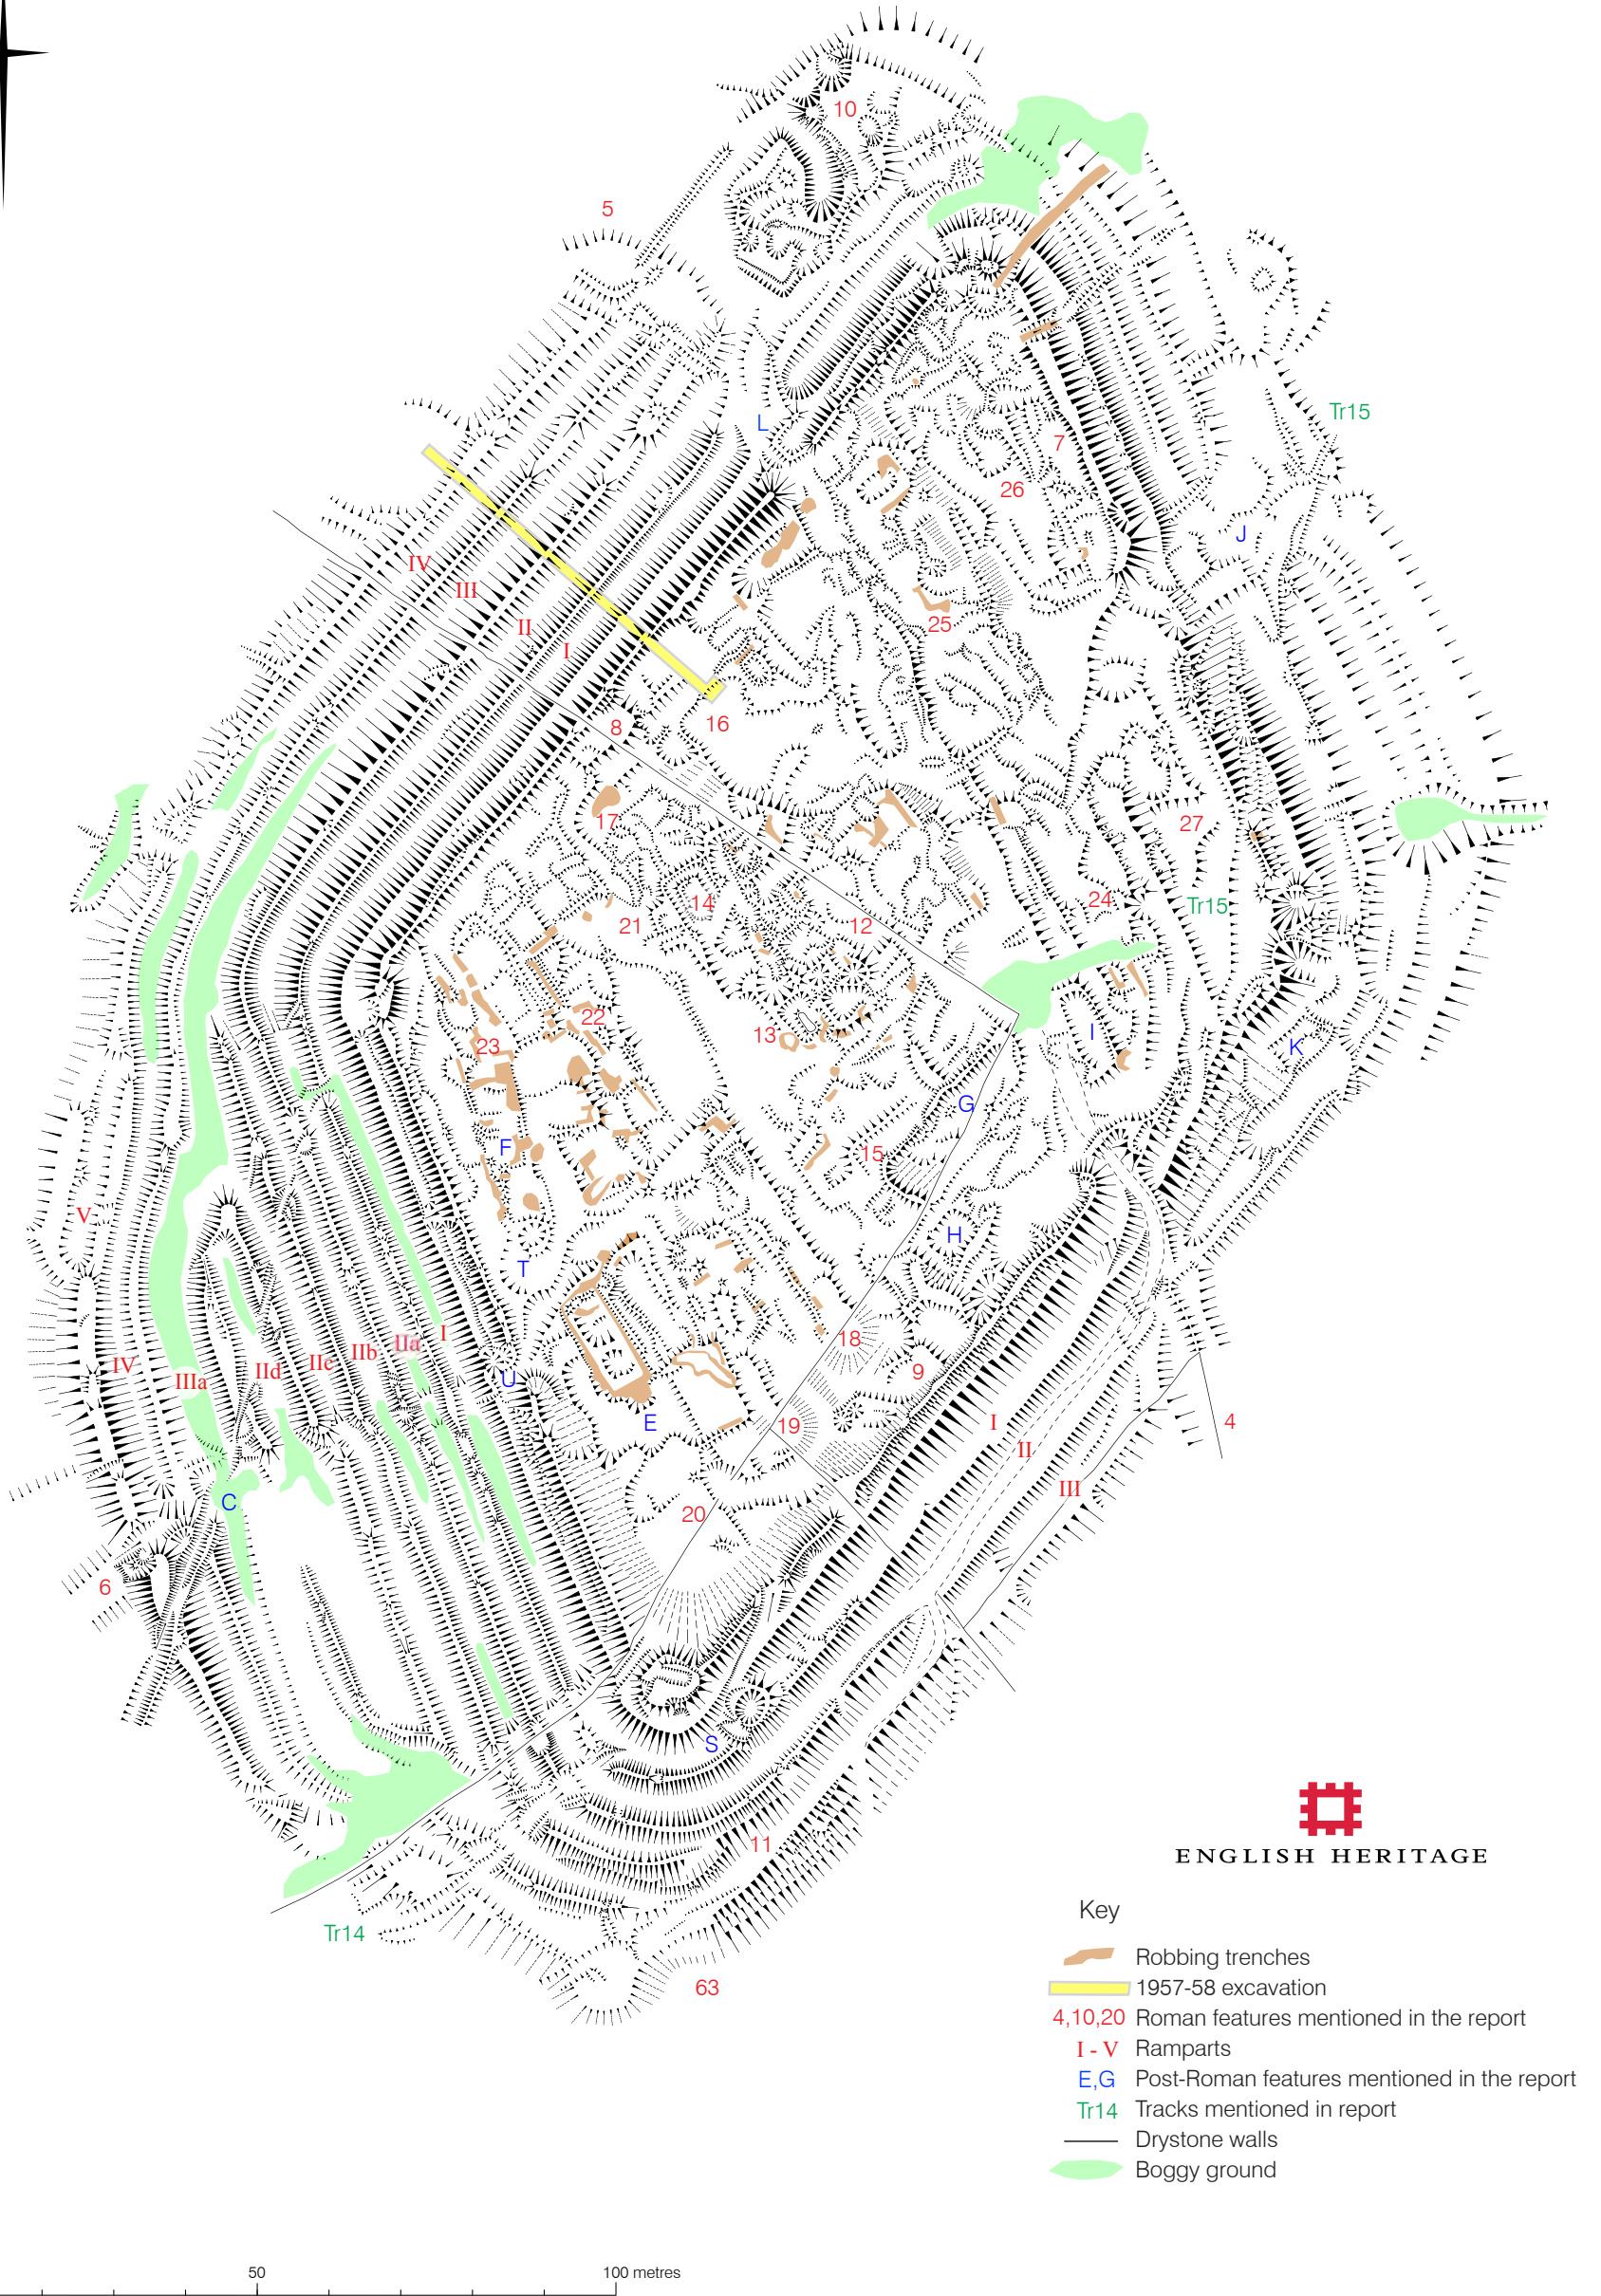 10
5
Tr15
L
7
26
J
IV
III
II
I
25
8
16
17
27
14
24
Tr15
21
12
22
13
I
23
K
G
F
15
V
H
T
I
18
IIa
IIb
IIc
IV
IId
9
IIIa
U
E
19
I
4
II
III
C
20
6
S
11
ENGLISH HERITAGE
Key
Tr14
Robbing trenches
63
1957-58 excavation
4,10,20 Roman features mentioned in the report
I - V Ramparts
E,G Post-Roman features mentioned in the report
Tr14 Tracks mentioned in report
Drystone walls
Boggy ground
50 100 metres